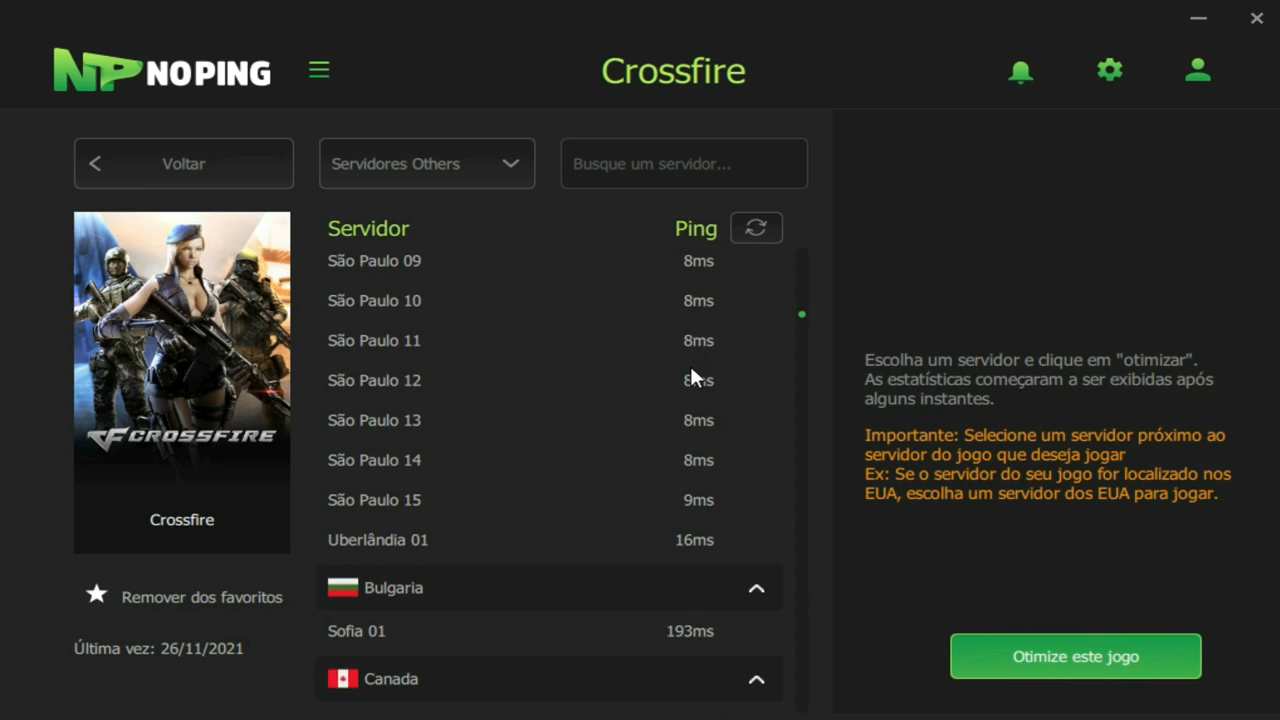 NP NOPING
Crossfire
Voltar
Servidores Others
Busque um servidor...
Servidor
Ping
São Paulo 09
8ms
São Paulo 10
8ms
São Paulo 11
8ms
São Paulo 12
São Paulo 13
8ms
São Paulo 14
8ms
São Paulo 15
9ms
Uberlândia 01
16ms
Bulgaria
Sofia 01
193ms
Canada
CF CROSSFIRE
Crossfire
Remover dos favoritos
Última vez: 26/11/2021
Escolha um servidor e clique em "otimizar".
As estatísticas começaram a ser exibidas após
alguns instantes.
Importante: Selecione um servidor próximo ao
servidor do jogo que deseja jogar
Ex: Se o servidor do seu jogo for localizado nos
EUA, escolha um servidor dos EUA para jogar.
Otimize este jogo